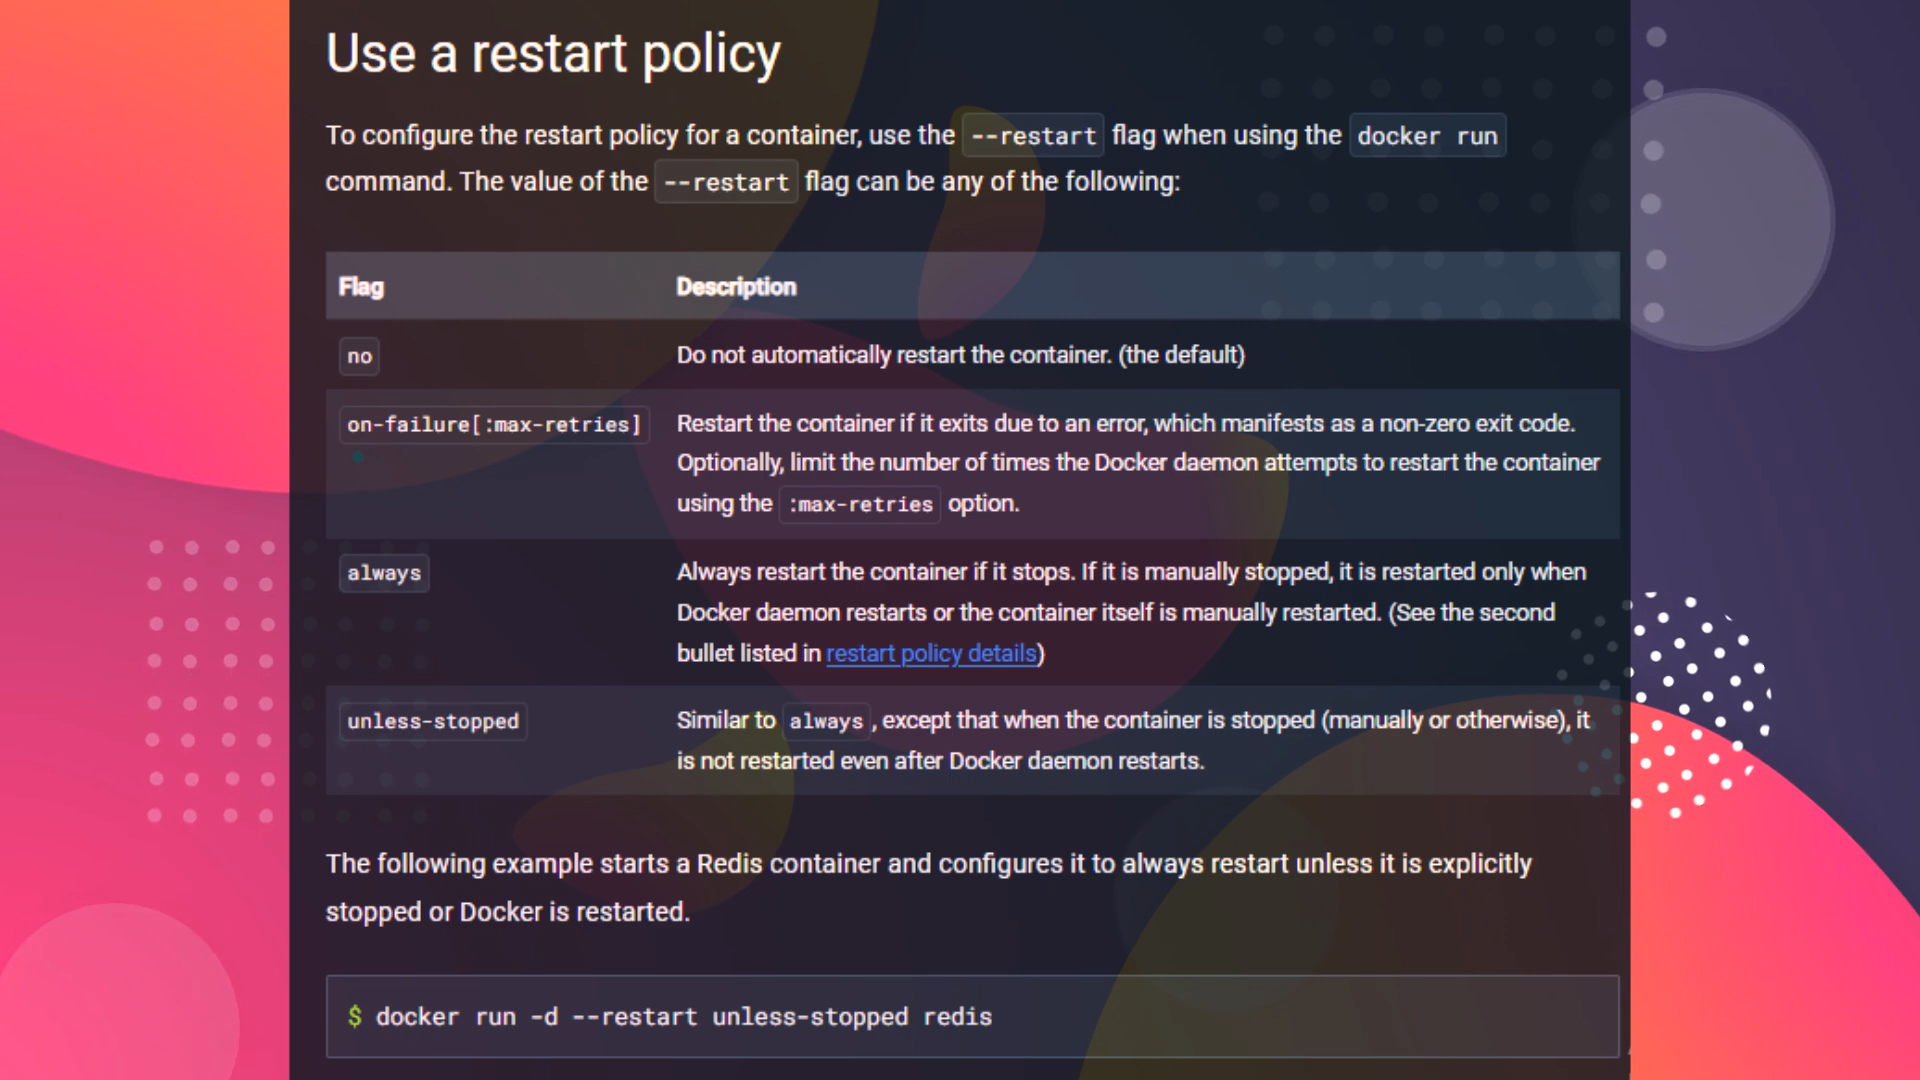 Use a restart policy
To configure the restart policy for a container, use the --restart flag when using the docker run
command. The value of the --restart flag can be any of the following:
Flag Description
no Do not automatically restart the container. (the default)
on-failure[:max-retries] Restart the container if it exits due to an error, which manifests as a non-zero exit code.
Optionally, limit the number of times the Docker daemon attempts to restart the container
using the :max-retries option.
always Always restart the container if it stops. If it is manually stopped, it is restarted only when
Docker daemon restarts or the container itself is manually restarted. (See the second
bullet listed in restart policy details)
unless-stopped Similar to always, except that when the container is stopped (manually or otherwise), it
is not restarted even after Docker daemon restarts.
The following example starts a Redis container and configures it to always restart unless it is explicitly
stopped or Docker is restarted.
$ docker run -d --restart unless-stopped redis